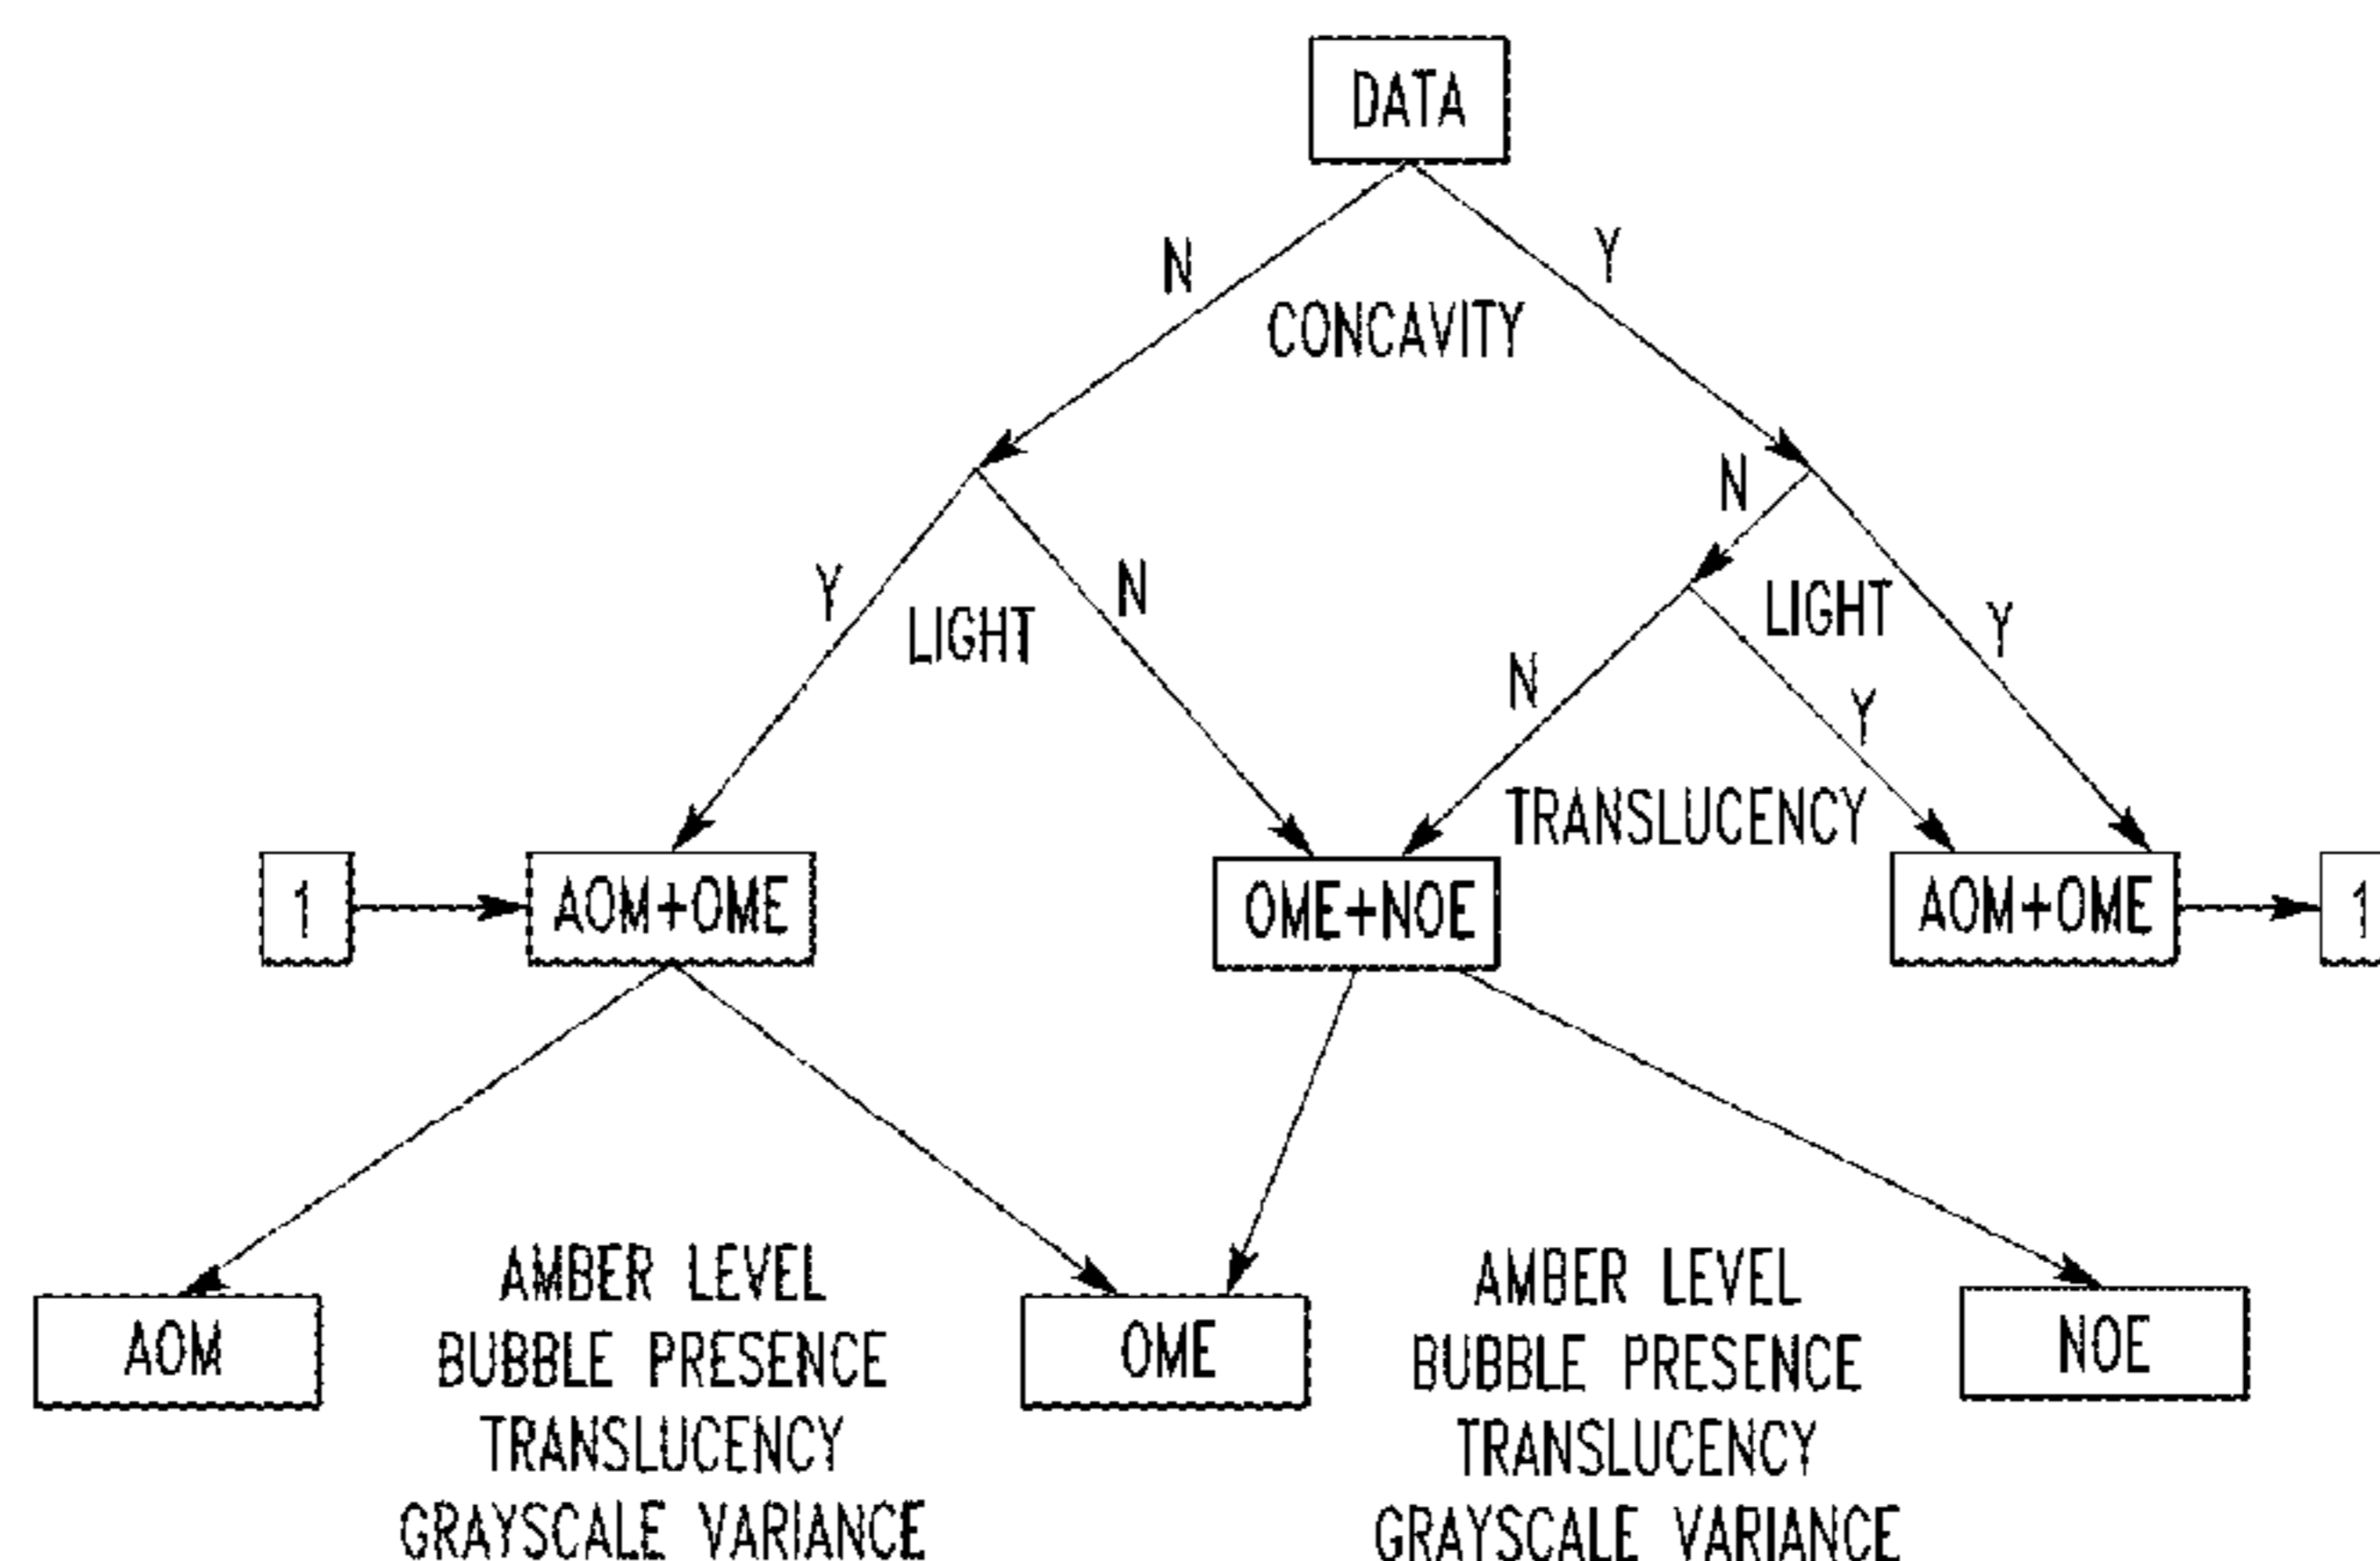 DATA
N
Y
CONCAVITY
N
Y
LIGHT
N
LIGHT
Y
N
Y
TRANSLUCENCY
1
AOM+OME
OME+NOE
AOM+OME
1
AOM
AMBER LEVEL
BUBBLE PRESENCE
TRANSLUCENCY
GRAYSCALE VARIANCE
OME
AMBER LEVEL
BUBBLE PRESENCE
TRANSLUCENCY
GRAYSCALE VARIANCE
NOE